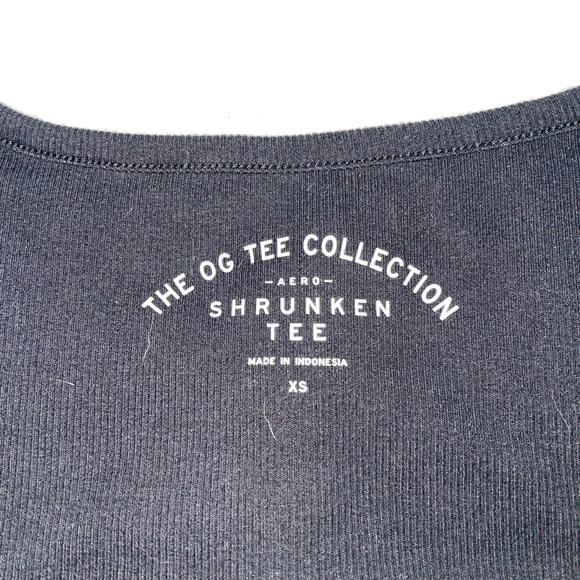 THE OG TEE COLLECTION
—AERO—
SHRUNKEN
TEE
MADE IN INDONESIA
XS